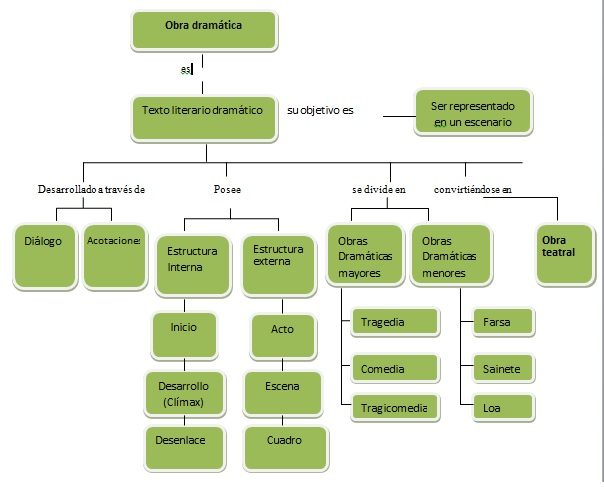 Obra dramática
es
Texto literario dramático
su objetivo es
Ser representado
en un escenario
Desarrollado a través de
Posee
se divide en
convirtiéndose en
Diálogo
Acotaciones
Estructura
Interna
Estructura
externa
Obras
Dramáticas
mayores
Obras
Dramáticas
menores
Obra
teatral
Inicio
Acto
Tragedia
Farsa
Desarrollo
(Clímax)
Escena
Comedia
Sainete
Desenlace
Cuadro
Tragicomedia
Loa